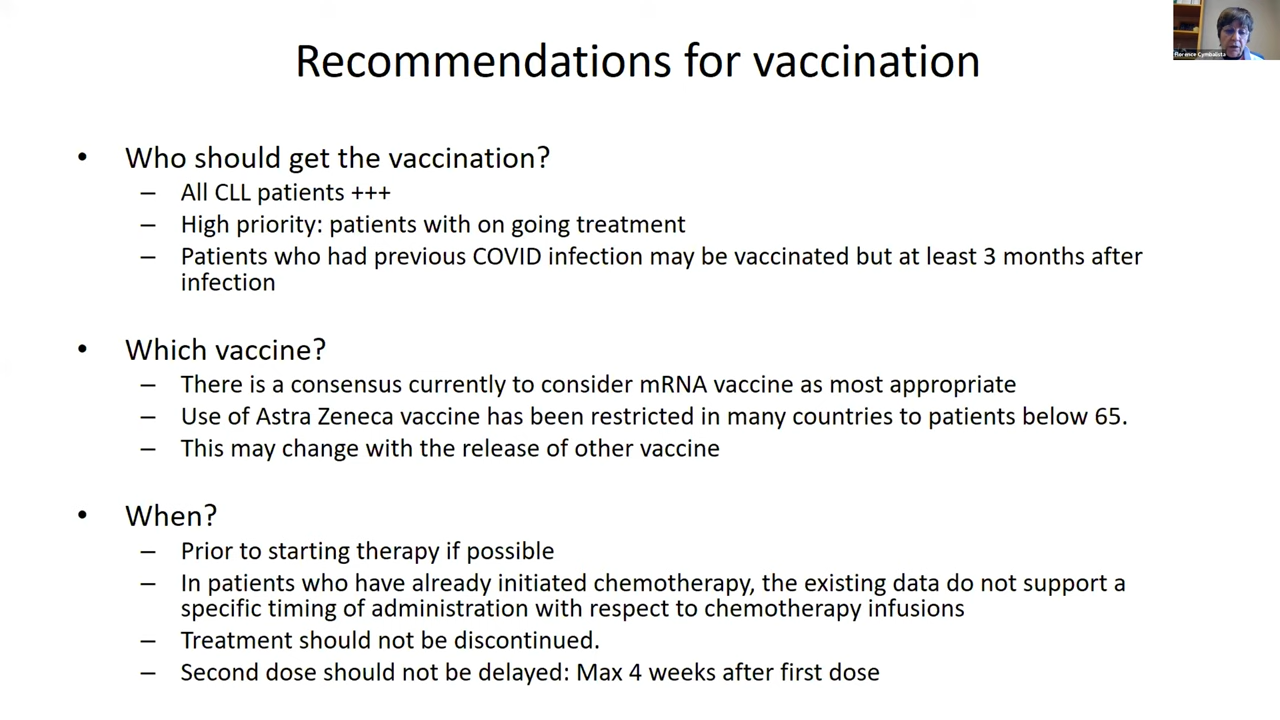 Recommendations for vaccination
Florence Cymbalista
• Who should get the vaccination?
– All CLL patients +++
– High priority: patients with on going treatment
– Patients who had previous COVID infection may be vaccinated but at least 3 months after
infection
• Which vaccine?
– There is a consensus currently to consider mRNA vaccine as most appropriate
– Use of Astra Zeneca vaccine has been restricted in many countries to patients below 65.
– This may change with the release of other vaccine
• When?
– Prior to starting therapy if possible
– In patients who have already initiated chemotherapy, the existing data do not support a
specific timing of administration with respect to chemotherapy infusions
– Treatment should not be discontinued.
– Second dose should not be delayed: Max 4 weeks after first dose